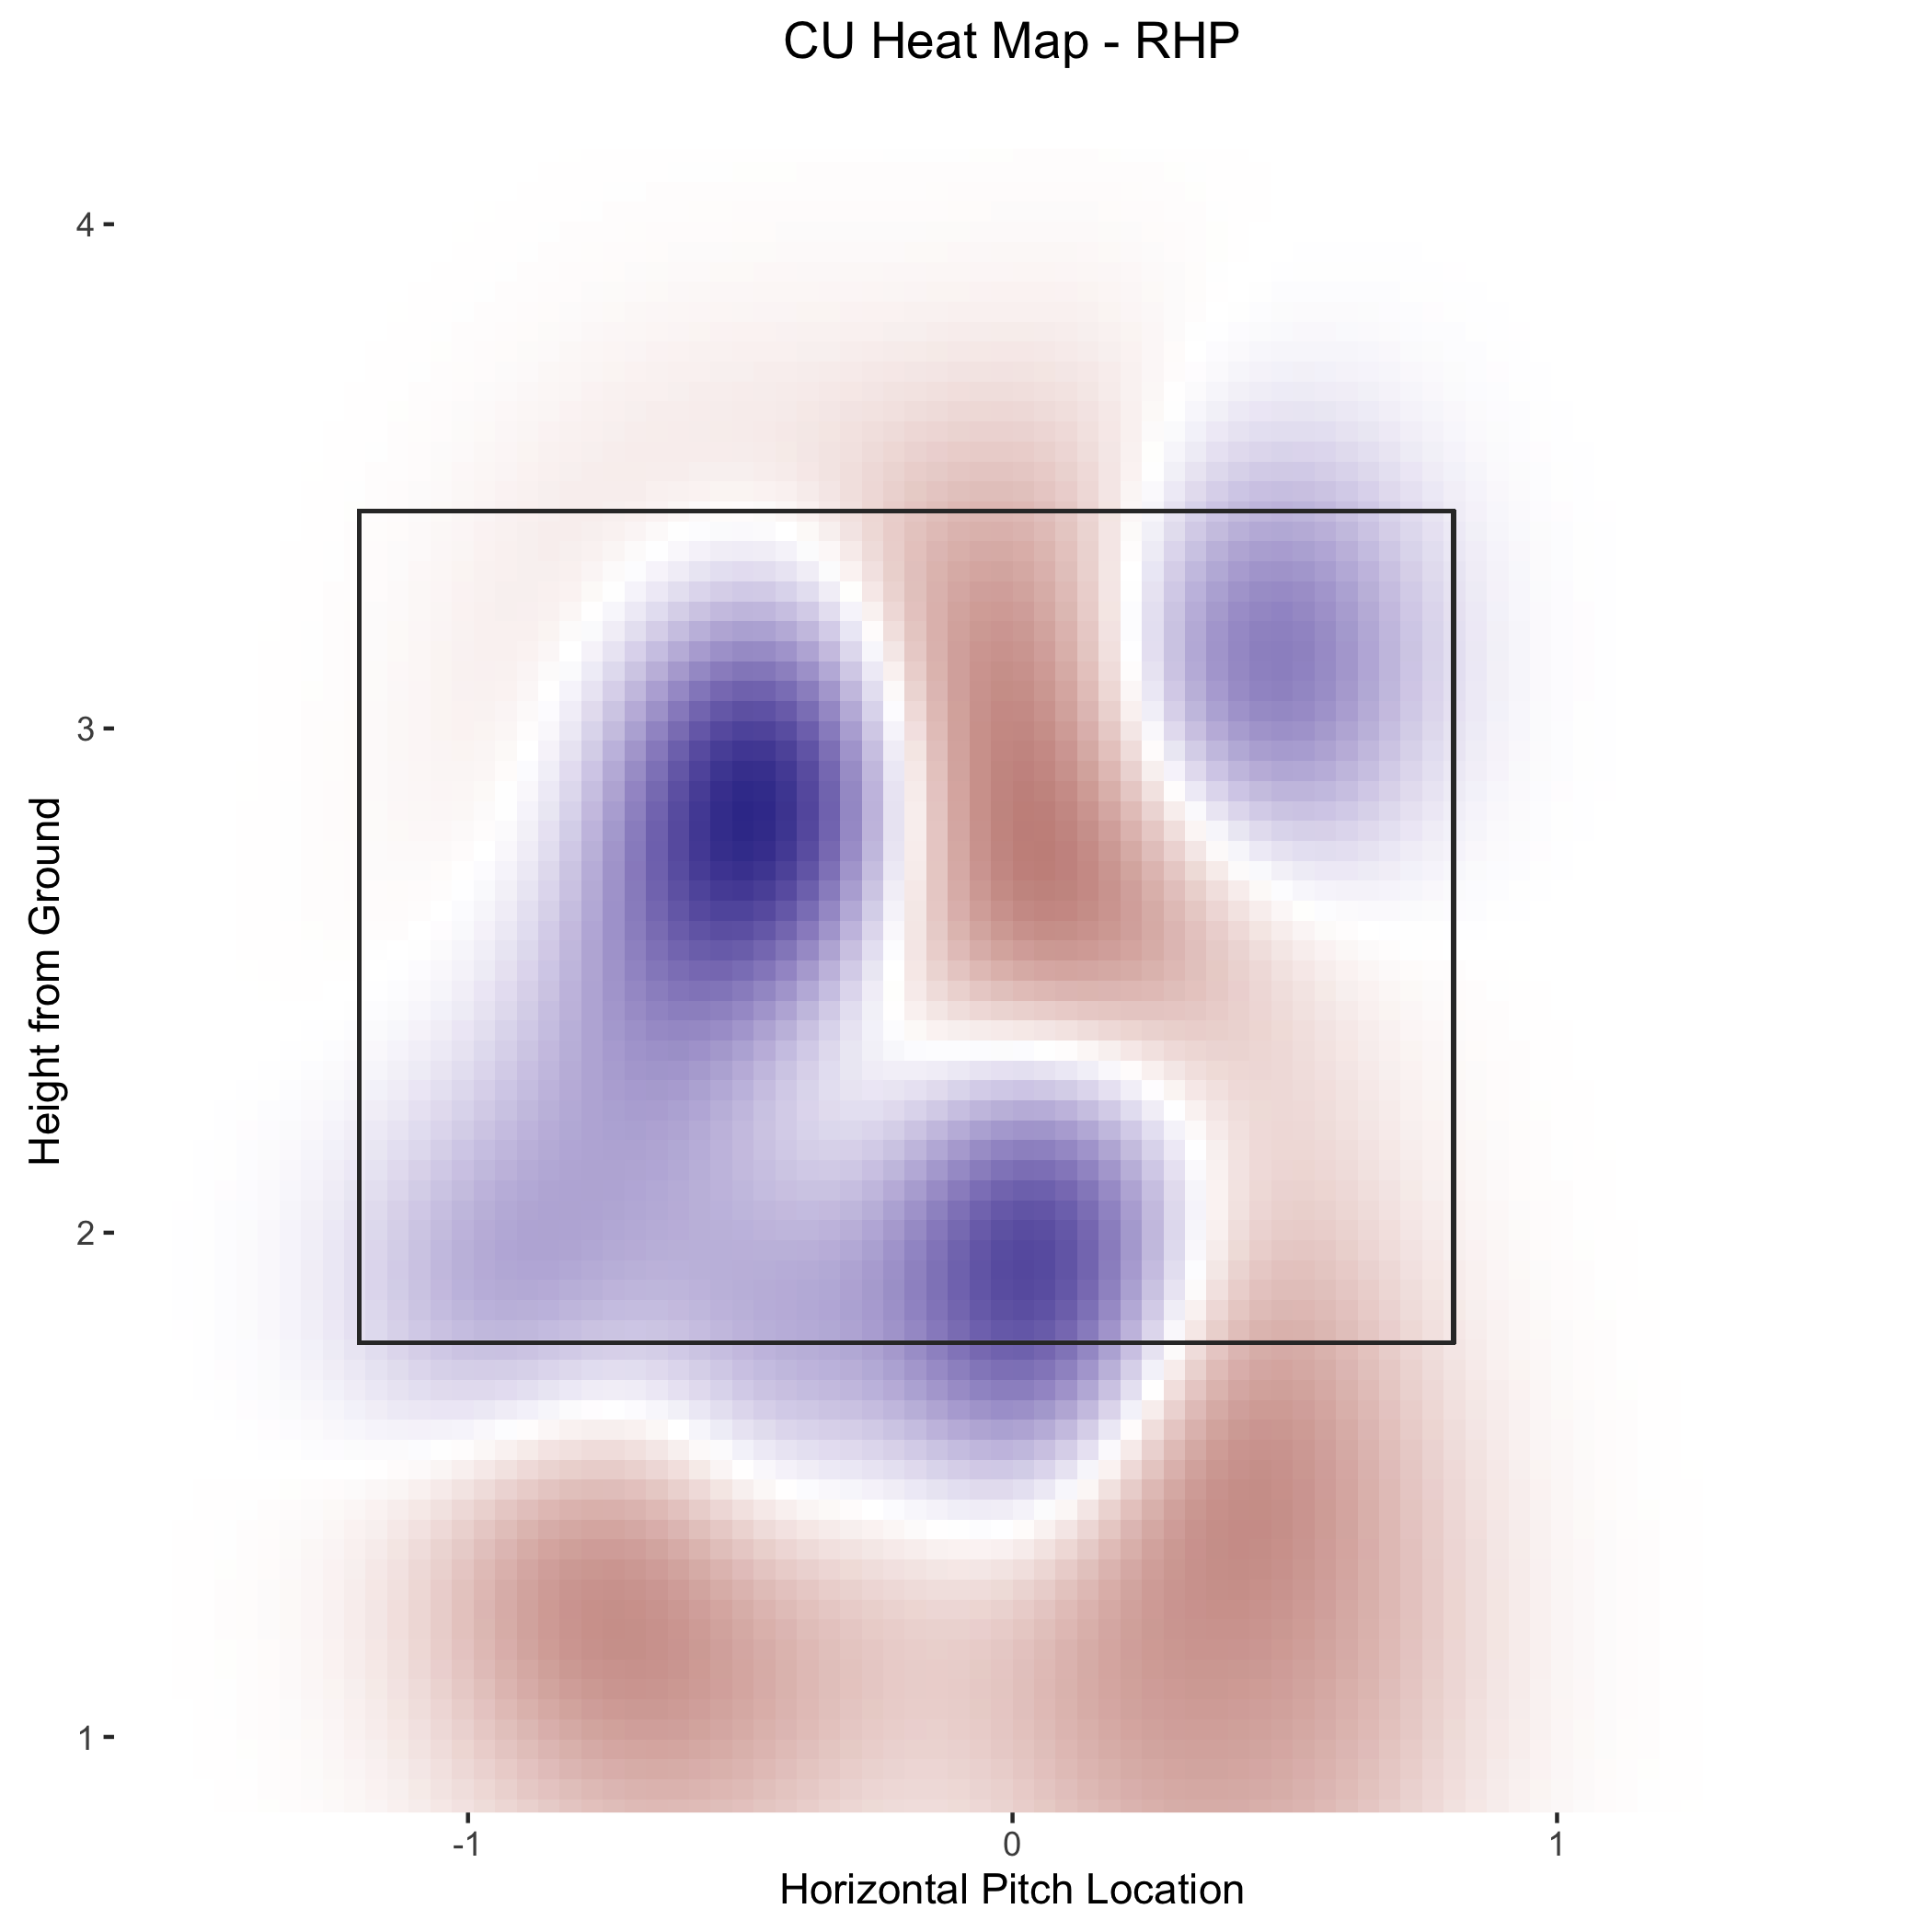 CU Heat Map - RHP
4
3
2
1
Height from Ground
-1 0 1
Horizontal Pitch Location